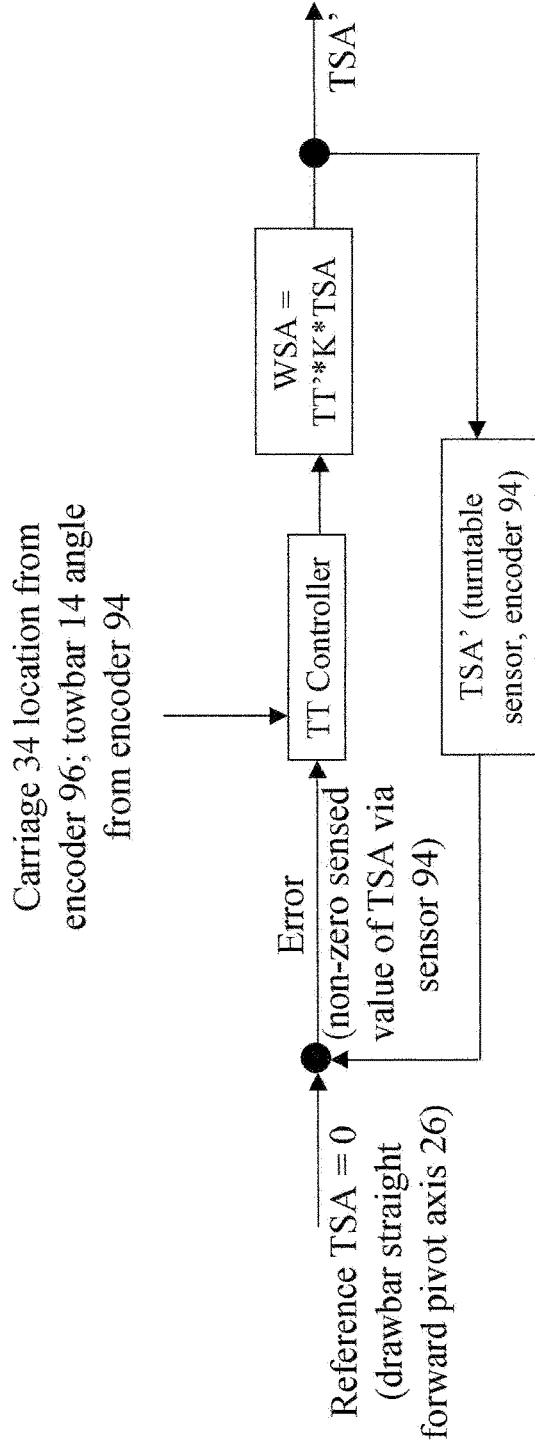 Carriage 34 location from
encoder 96; towbar 14 angle
from encoder 94
Reference TSA = 0
(drawbar straight
forward pivot axis 26)
Error
(non-zero sensed
value of TSA via
sensor 94)
TT Controller
WSA =
TT’*K*TSA
TSA’
TSA’ (turntable
sensor, encoder 94)